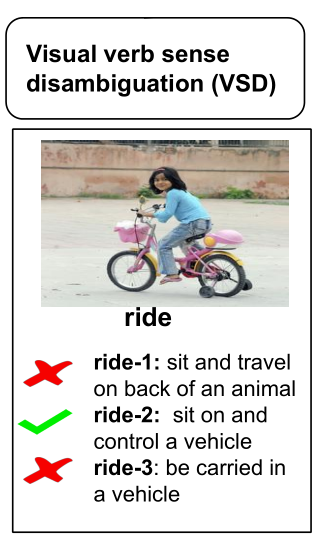 Visual verb sense
disambiguation (VSD)
ride
ride-1: sit and travel
on back of an animal
ride-2: sit on and
control a vehicle
ride-3: be carried in
a vehicle